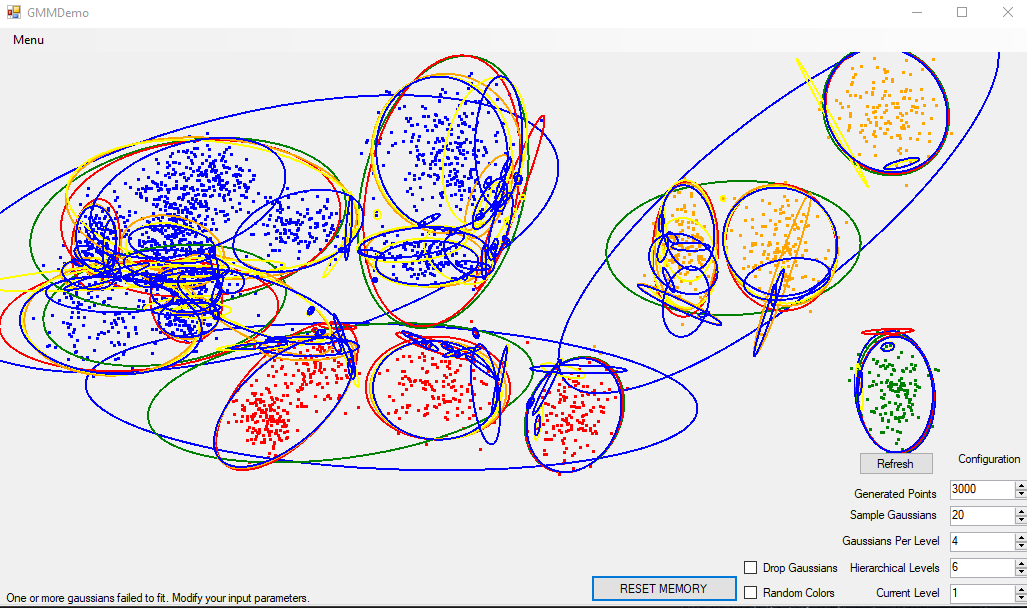 GMMDemo
Menu
Refresh
Configuration
Generated Points 3000
Sample Gaussians 20
Gaussians Per Level 4
Drop Gaussians Hierarchical Levels 6
RESET MEMORY Random Colors Current Level 1
One or more gaussians failed to fit. Modify your input parameters.